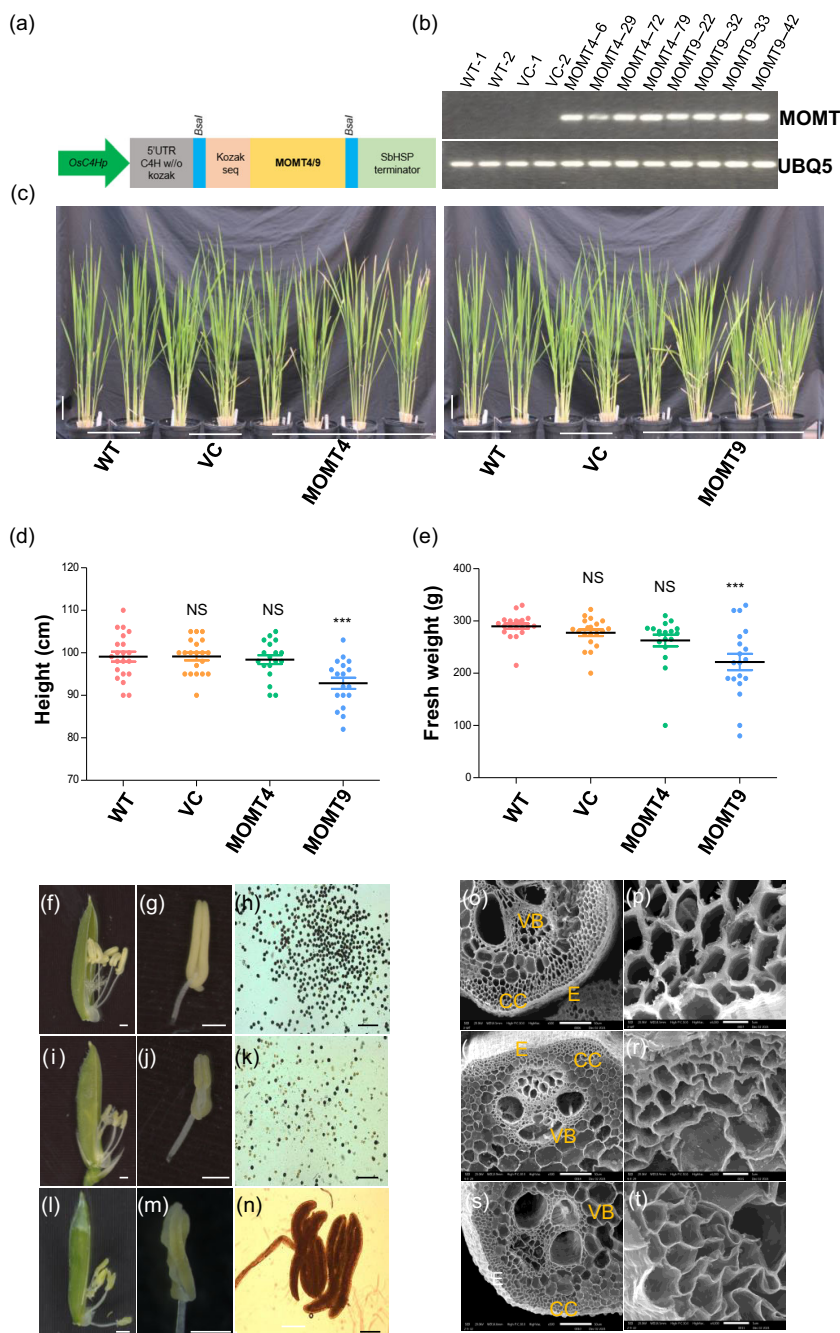 (a)
OsC4Hp
5'UTR
C4H w//o
kozak
BsaI
Kozak
seq
MOMT4/9
BsaI
SbHSP
terminator
(b)
WT-1
WT-2
VC-1
VC-2
MOMT4–6
MOMT4–29
MOMT4–72
MOMT4–79
MOMT9–22
MOMT9–32
MOMT9–33
MOMT9–42
MOMT
UBQ5
(c)
WT
VC
MOMT4
WT
VC
MOMT9
(d)
Height (cm)
120
110
100
90
80
70
NS
NS
***
WT
VC
MOMT4
MOMT9
(e)
Fresh weight (g)
400
300
200
100
0
NS
NS
***
WT
VC
MOMT4
MOMT9
(f)
(g)
(h)
(i)
(j)
(k)
(l)
(m)
(n)
(o)
VB
E
CC
(p)
E
CC
VB
(r)
(s)
VB
E
CC
(t)